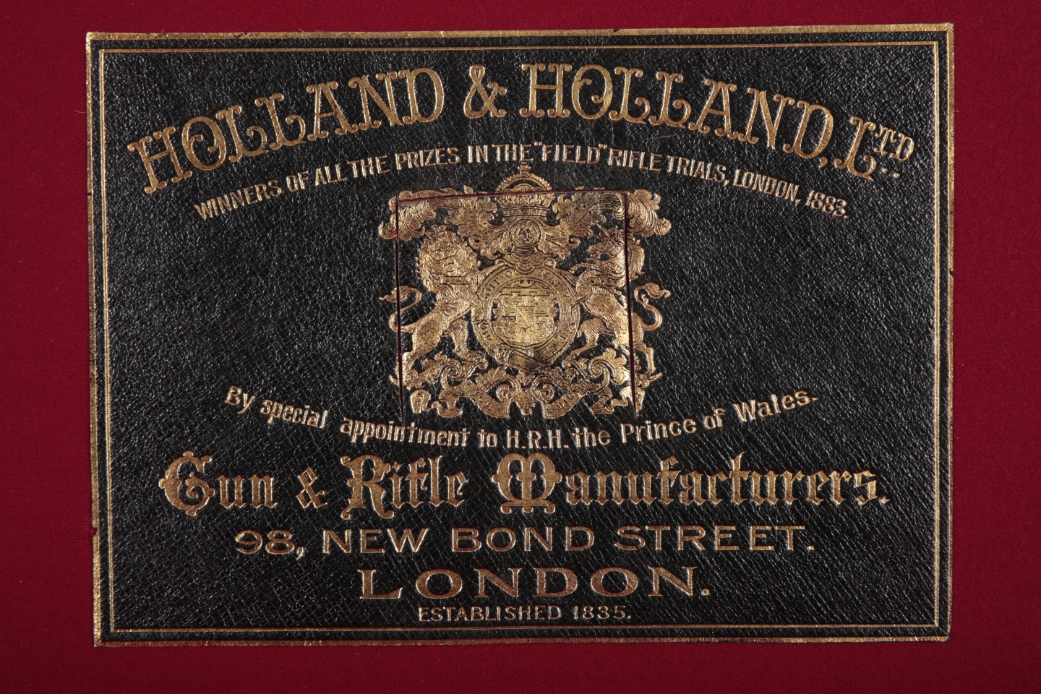 HOLLAND & HOLLAND, LTD.
WINNERS OF ALL THE PRIZES IN THE "FIELD" RIFLE TRIALS, LONDON, 1883.
By special appointment to H.R.H. the Prince of Wales.
Gun & Rifle Manufacturers.
98, NEW BOND STREET.
LONDON.
ESTABLISHED 1835.